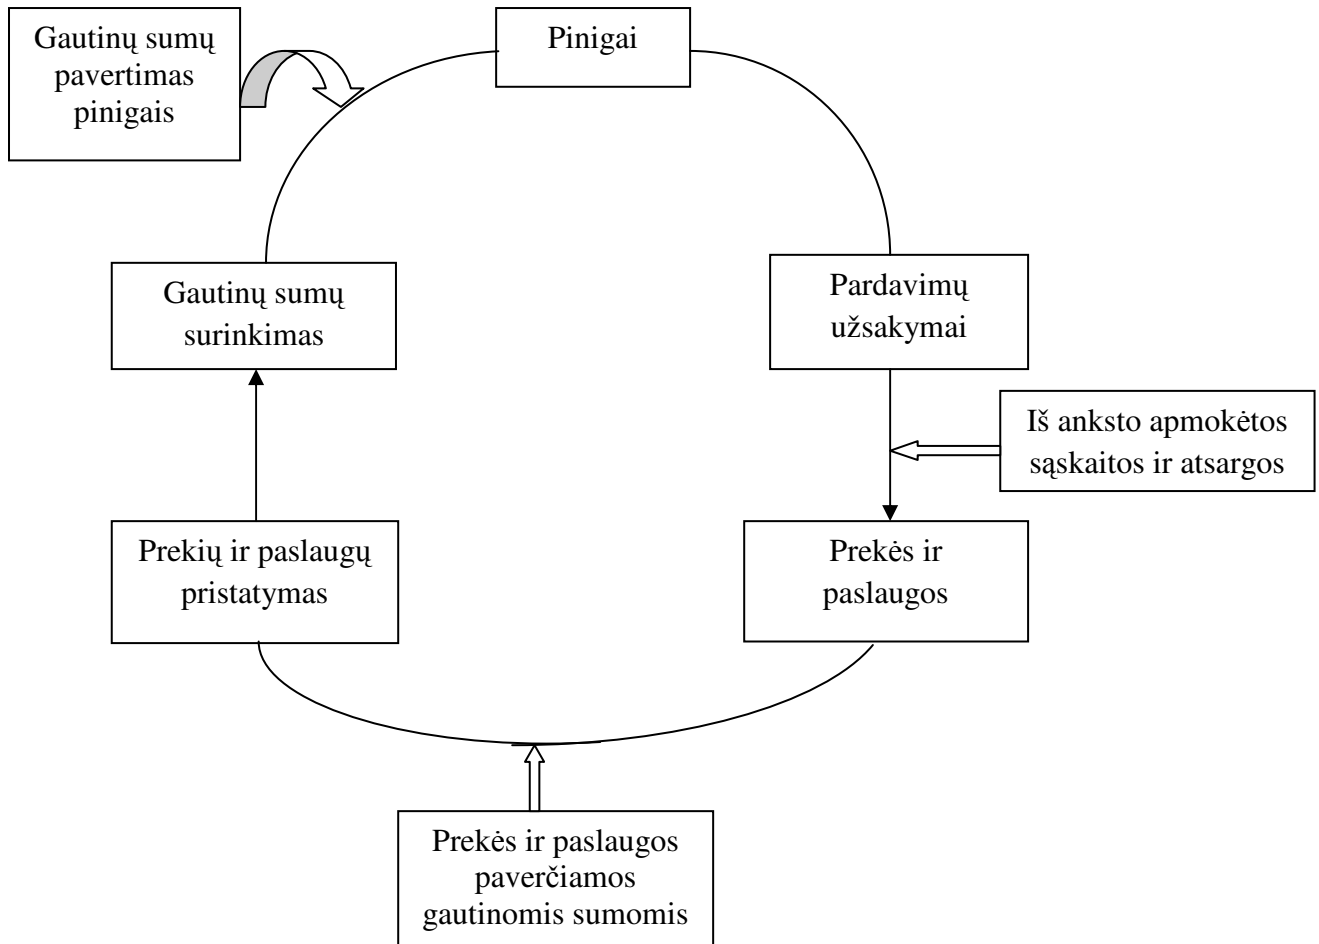 Gautinų sumų
pavertimas
pinigais
Pinigai
Gautinų sumų
surinkimas
Pardavimų
užsakymai
Iš anksto apmokėtos
sąskaitos ir atsargos
Prekių ir paslaugų
pristatymas
Prekės ir
paslaugos
Prekės ir paslaugos
paverčiamos
gautinomis sumomis